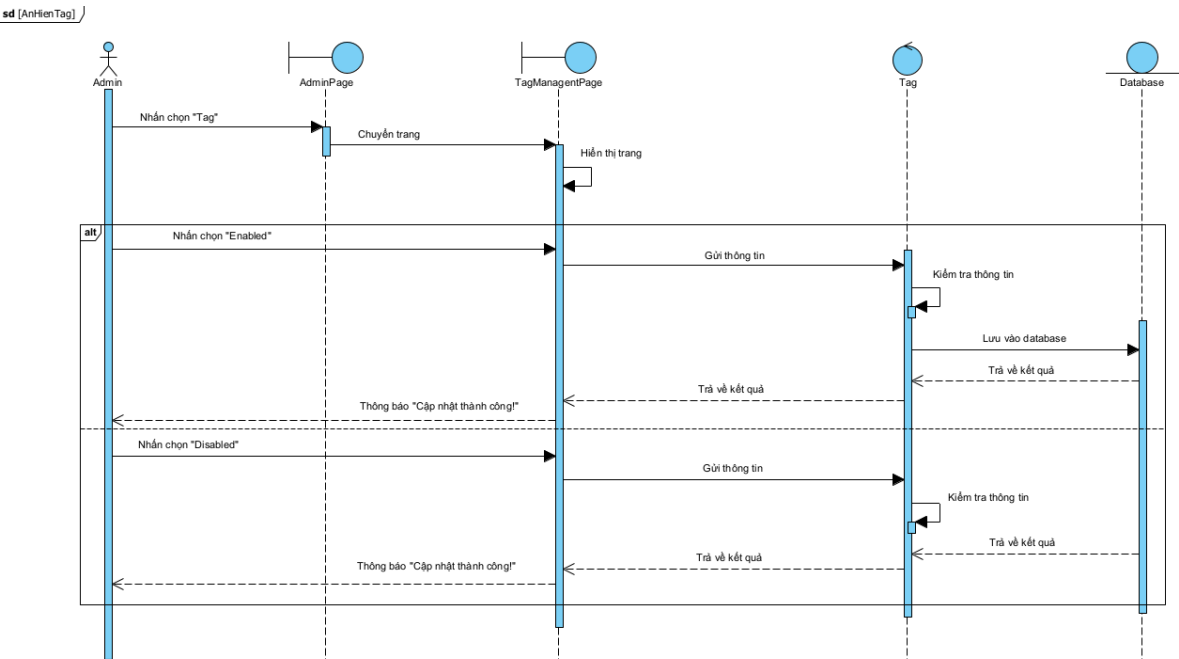 sd [AnHienTag]
Admin
AdminPage
TagManagentPage
Tag
Database
Nhấn chọn "Tag"
Chuyển trang
Hiển thị trang
alt
Nhấn chọn "Enabled"
Gửi thông tin
Kiểm tra thông tin
Lưu vào database
Trả về kết quả
Trả về kết quả
Thông báo "Cập nhật thành công!"
Nhấn chọn "Disabled"
Gửi thông tin
Kiểm tra thông tin
Trả về kết quả
Trả về kết quả
Thông báo "Cập nhật thành công!"